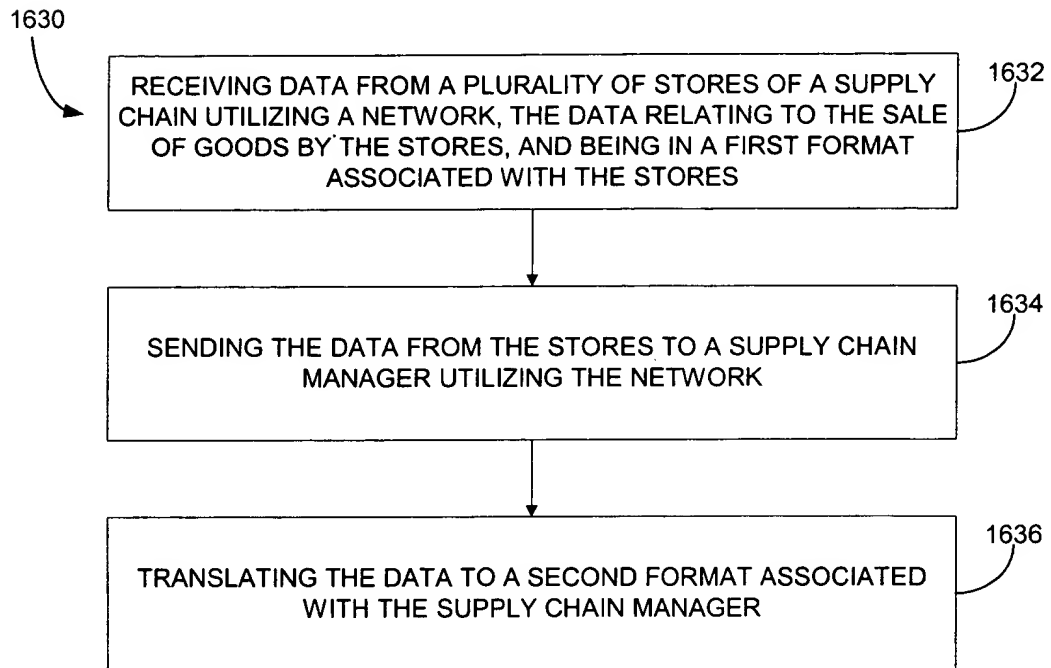 1630
RECEIVING DATA FROM A PLURALITY OF STORES OF A SUPPLY
CHAIN UTILIZING A NETWORK, THE DATA RELATING TO THE SALE
OF GOODS BY THE STORES, AND BEING IN A FIRST FORMAT
ASSOCIATED WITH THE STORES
1632
SENDING THE DATA FROM THE STORES TO A SUPPLY CHAIN
MANAGER UTILIZING THE NETWORK
1634
TRANSLATING THE DATA TO A SECOND FORMAT ASSOCIATED
WITH THE SUPPLY CHAIN MANAGER
1636